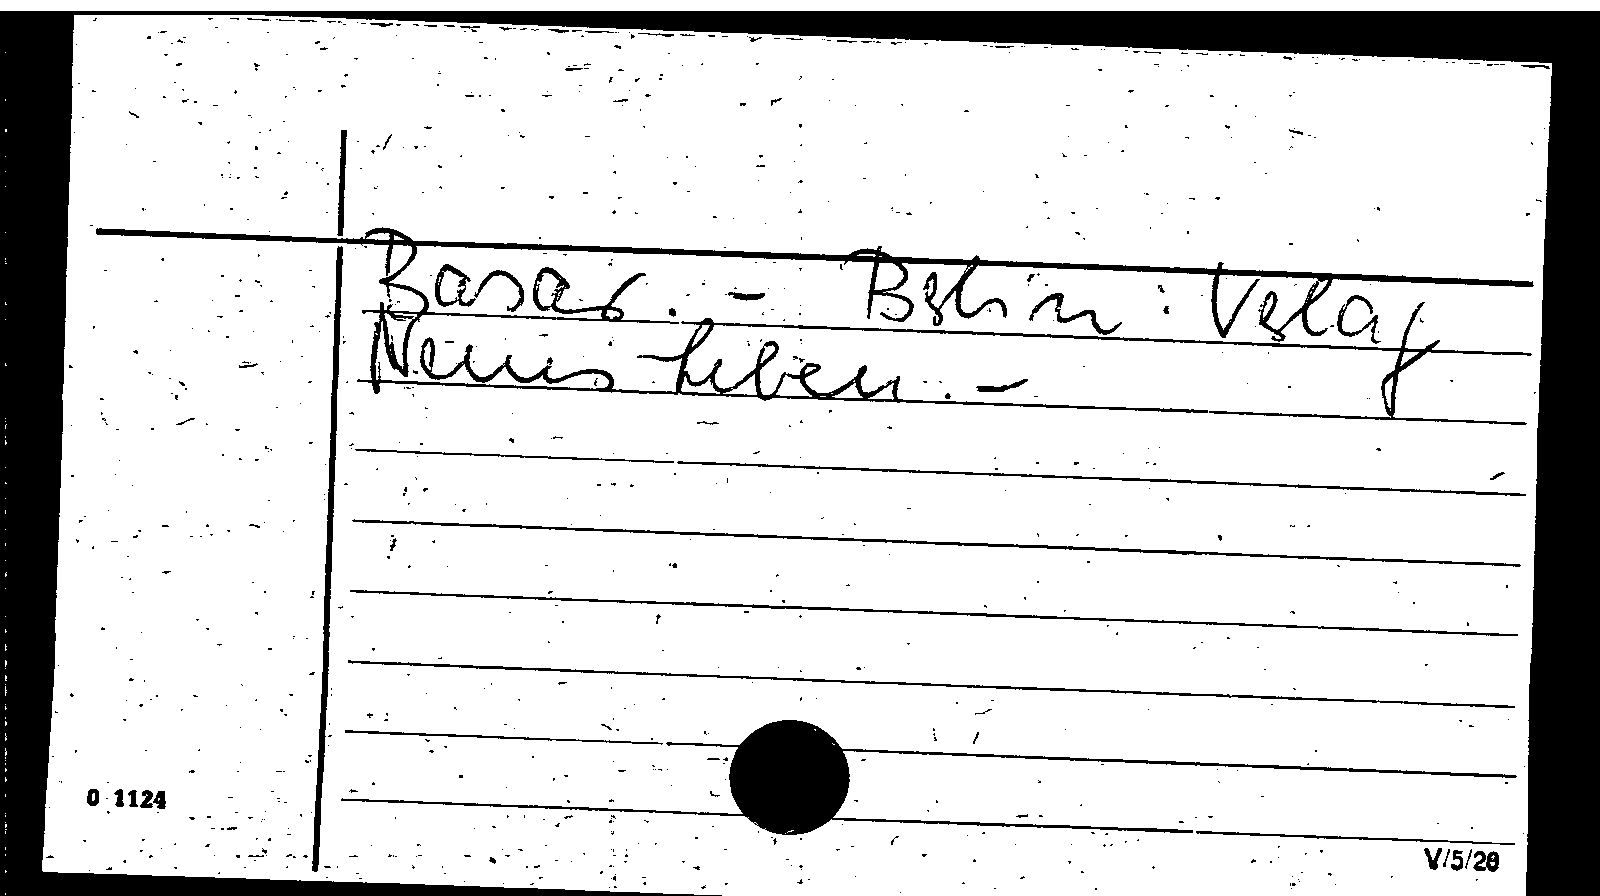 Basar. – Berlin: Verlag
Neues Leben. –
0 1124
V/5/28